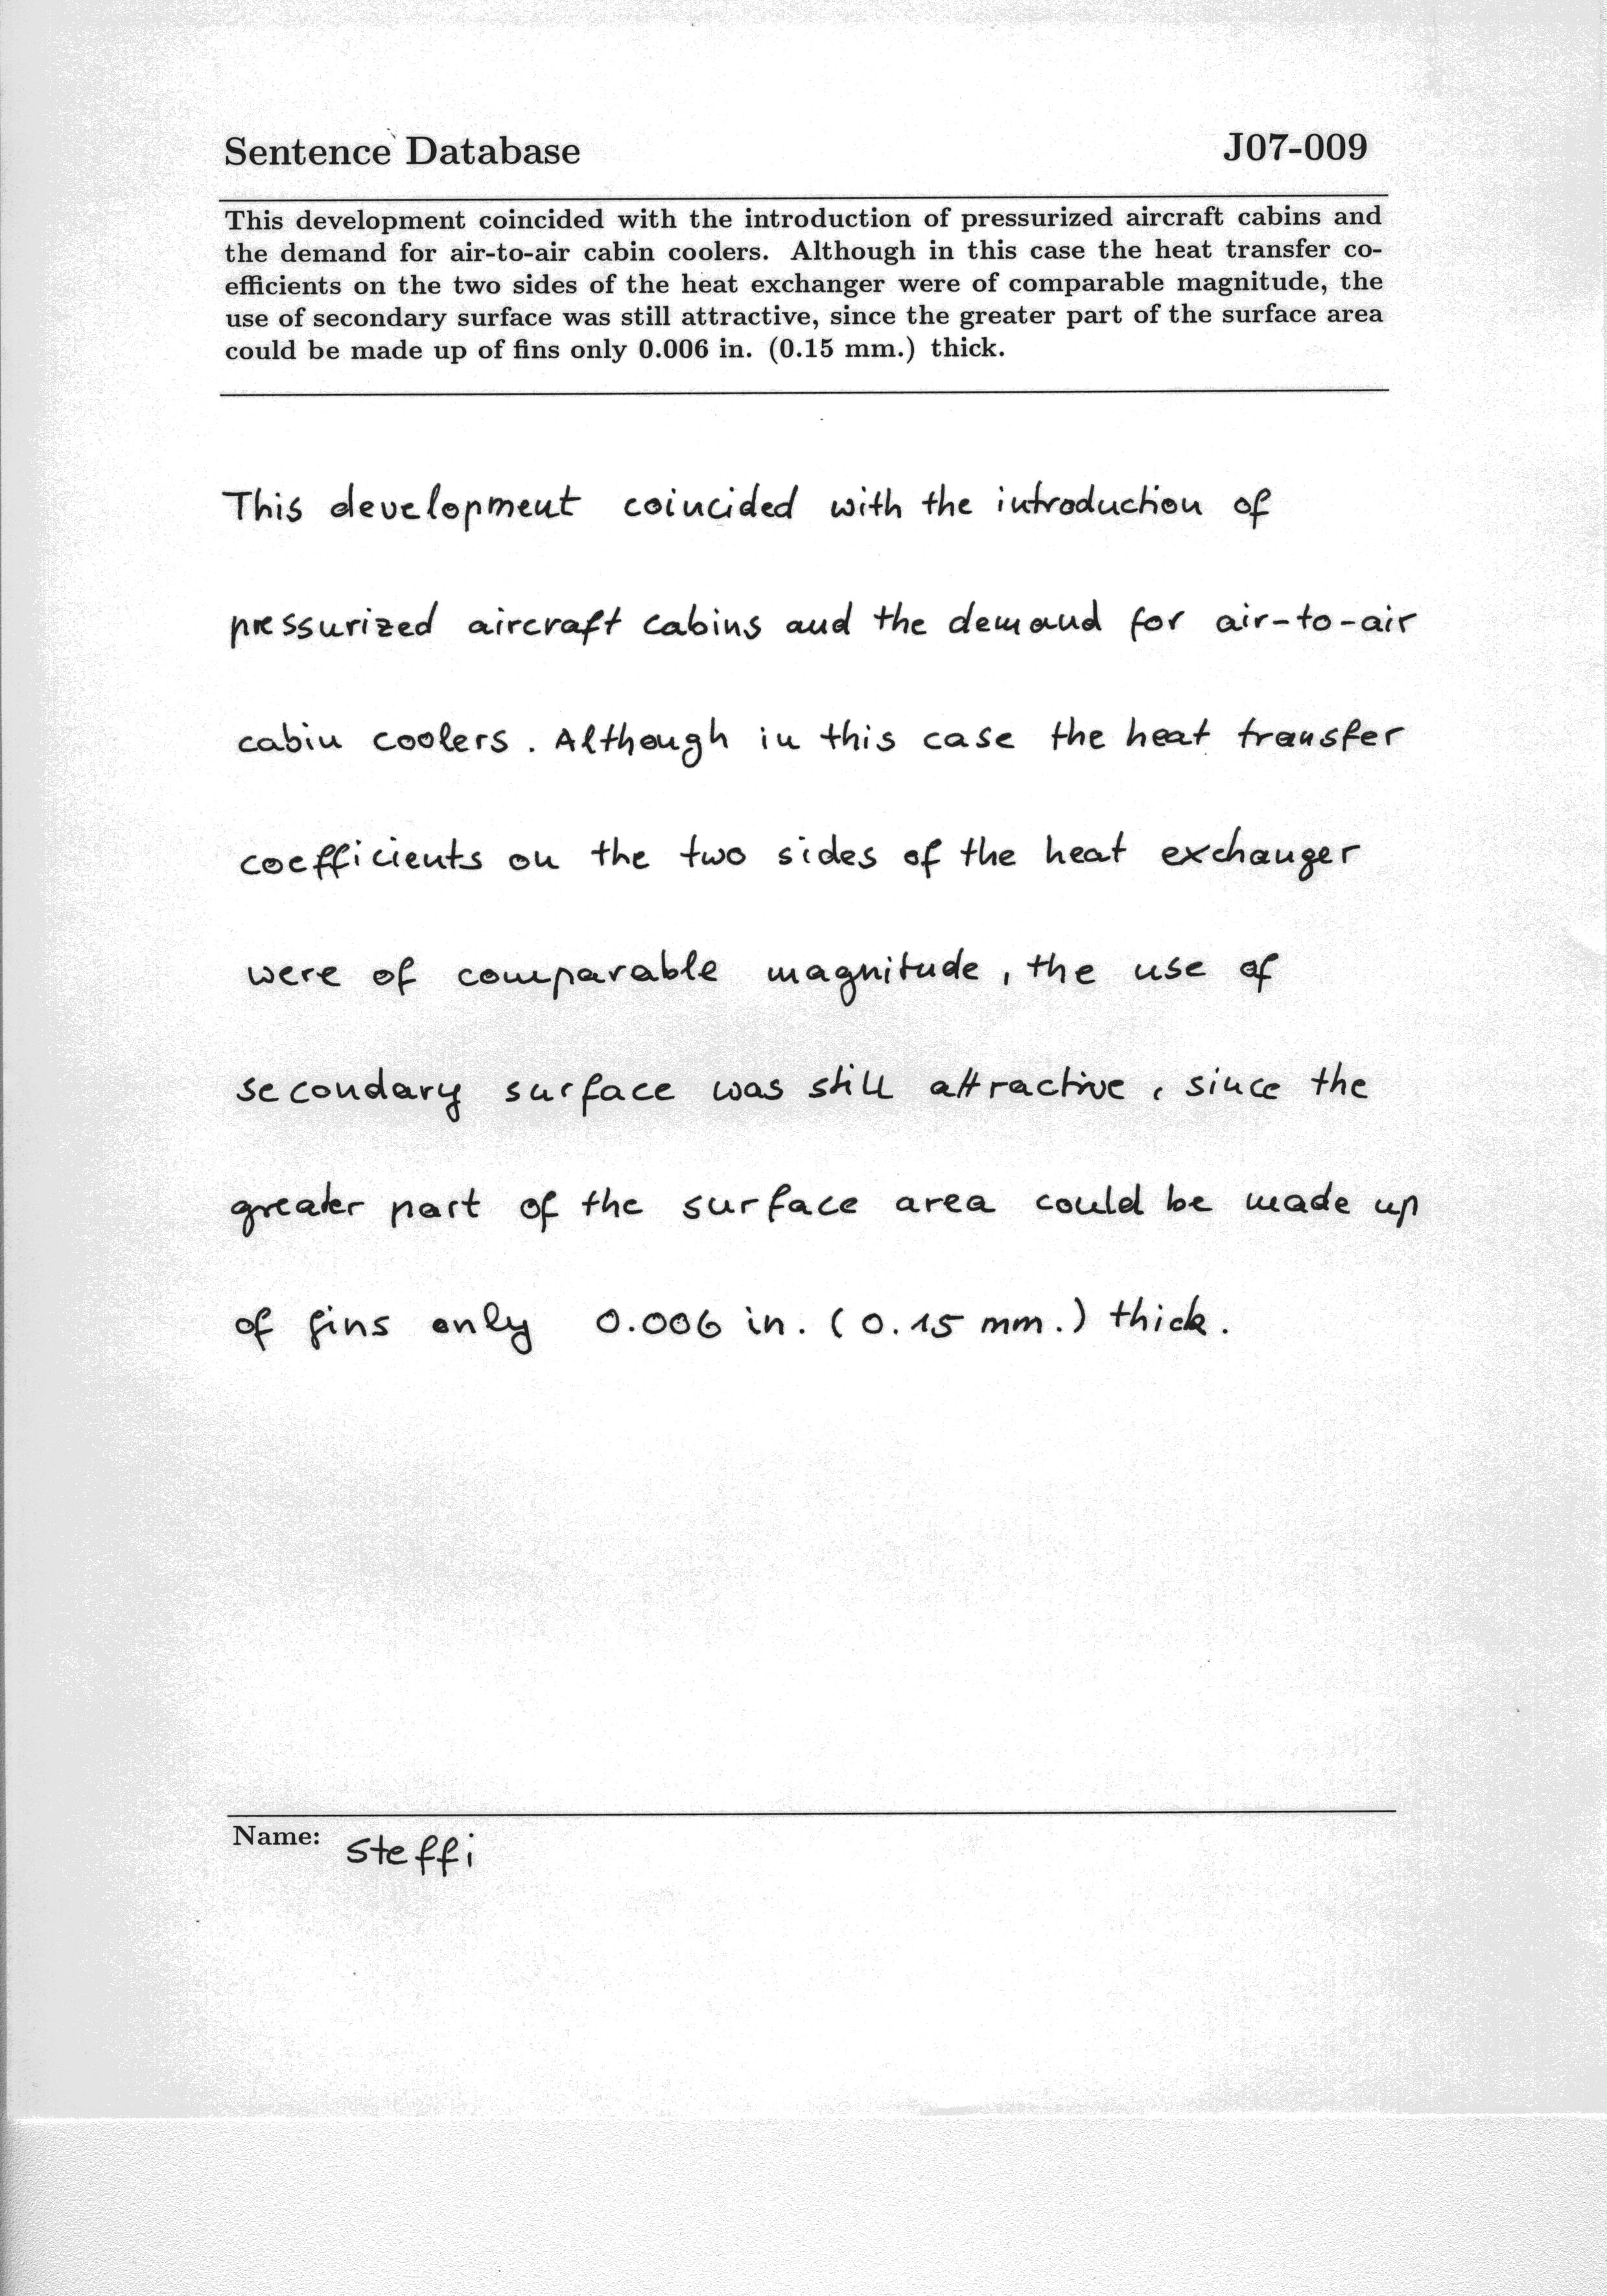 Sentence Database
J07-009
This development coincided with the introduction of pressurized aircraft cabins and
the demand for air-to-air cabin coolers. Although in this case the heat transfer co-
efficients on the two sides of the heat exchanger were of comparable magnitude, the
use of secondary surface was still attractive, since the greater part of the surface area
could be made up of fins only 0.006 in. (0.15 mm.) thick.
This development coincided with the introduction of
pressurized aircraft cabins and the demand for air-to-air
cabin coolers. Although in this case the heat transfer
coefficients on the two sides of the heat exchanger
were of comparable magnitude, the use of
secondary surface was still attractive, since the
greater part of the surface area could be made up
of fins only 0.006 in. (0.15 mm.) thick.
Name: Steffi